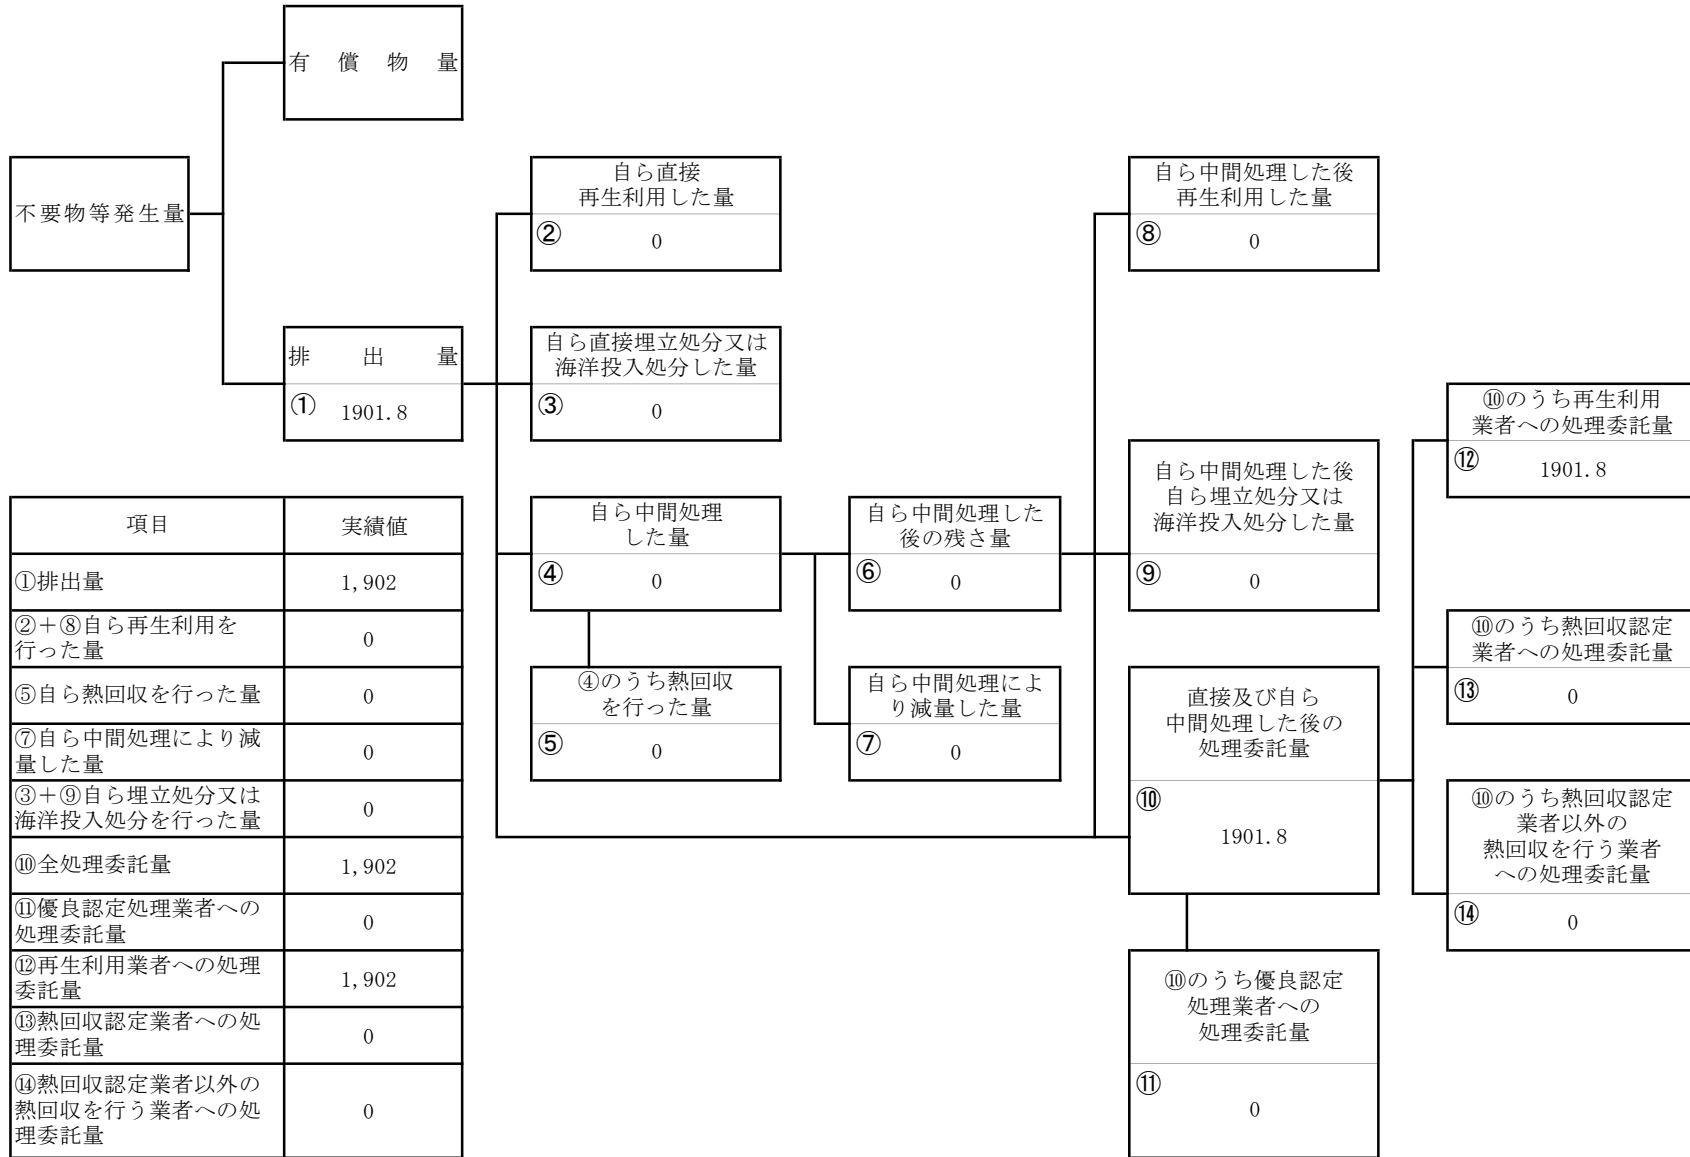 有償物量
不要物等発生量
排出量
① 1901.8
自ら直接
再生利用した量
② 0
自ら直接埋立処分又は
海洋投入処分した量
③ 0
自ら中間処理
した量
④ 0
④のうち熱回収
を行った量
⑤ 0
自ら中間処理した
後の残さ量
⑥ 0
自ら中間処理によ
り減量した量
⑦ 0
自ら中間処理した後
再生利用した量
⑧ 0
自ら中間処理した後
自ら埋立処分又は
海洋投入処分した量
⑨ 0
直接及び自ら
中間処理した後の
処理委託量
⑩
1901.8
⑩のうち優良認定
処理業者への
処理委託量
⑪
0
⑩のうち再生利用
業者への処理委託量
⑫ 1901.8
⑩のうち熱回収認定
業者への処理委託量
⑬ 0
⑩のうち熱回収認定
業者以外の
熱回収を行う業者
への処理委託量
⑭ 0
項目 実績値
①排出量 1,902
②+⑧自ら再生利用を
行った量 0
⑤自ら熱回収を行った量 0
⑦自ら中間処理により減
量した量 0
③+⑨自ら埋立処分又は
海洋投入処分を行った量 0
⑩全処理委託量 1,902
⑪優良認定処理業者への
処理委託量 0
⑫再生利用業者への処理
委託量 1,902
⑬熱回収認定業者への処
理委託量 0
⑭熱回収認定業者以外の
熱回収を行う業者への処
理委託量 0